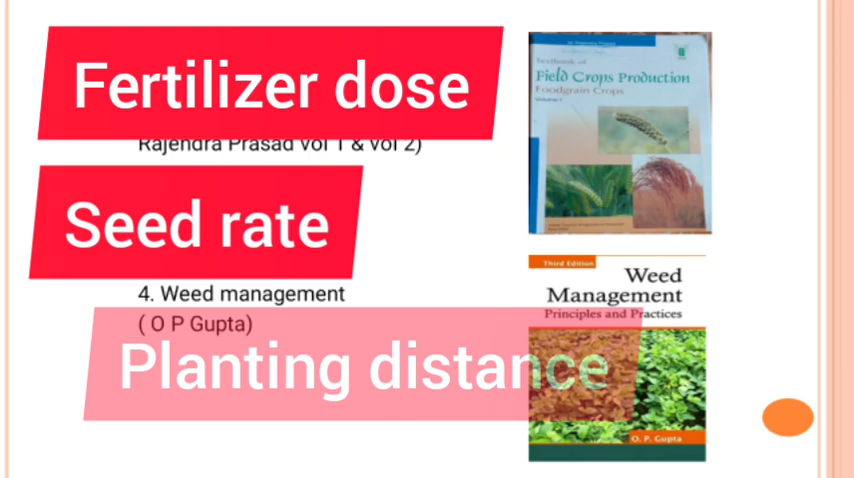 Fertilizer dose
Rajendra Prasad Vol 1 & Vol 2)
Seed rate
4. Weed management
( O P Gupta)
Planting distance
Textbook of
Field Crops Production
Foodgrain Crops
Volume I
Third Edition
Weed
Management
Principles and Practices
O. P. Gupta